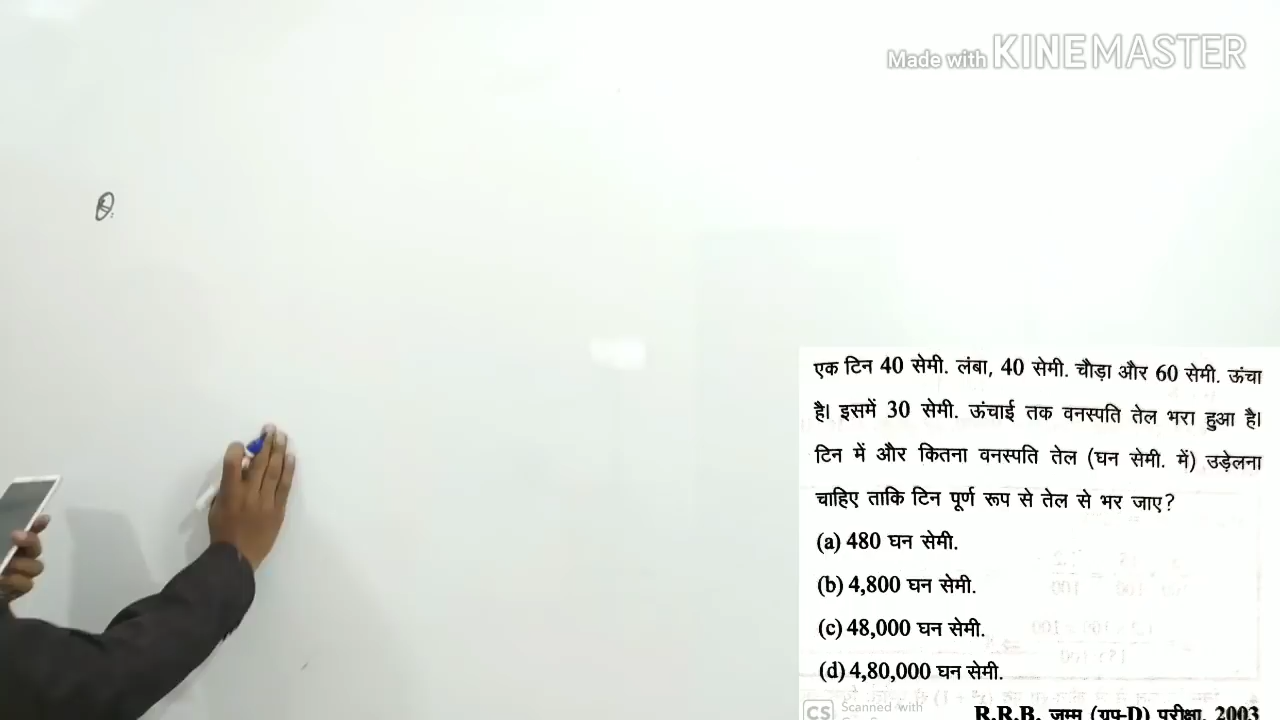 Made with KINEMASTER
Q.
एक टिन 40 सेमी. लंबा, 40 सेमी. चौड़ा और 60 सेमी. ऊंचा
है। इसमें 30 सेमी. ऊंचाई तक वनस्पति तेल भरा हुआ है।
टिन में और कितना वनस्पति तेल (घन सेमी. में) उड़ेलना
चाहिए ताकि टिन पूर्ण रूप से तेल से भर जाए?
(a) 480 घन सेमी.
(b) 4,800 घन सेमी.
(c) 48,000 घन सेमी.
(d) 4,80,000 घन सेमी.
CS Scanned with
R.R.B. जम्मू (ग्रुप-D) परीक्षा, 2003